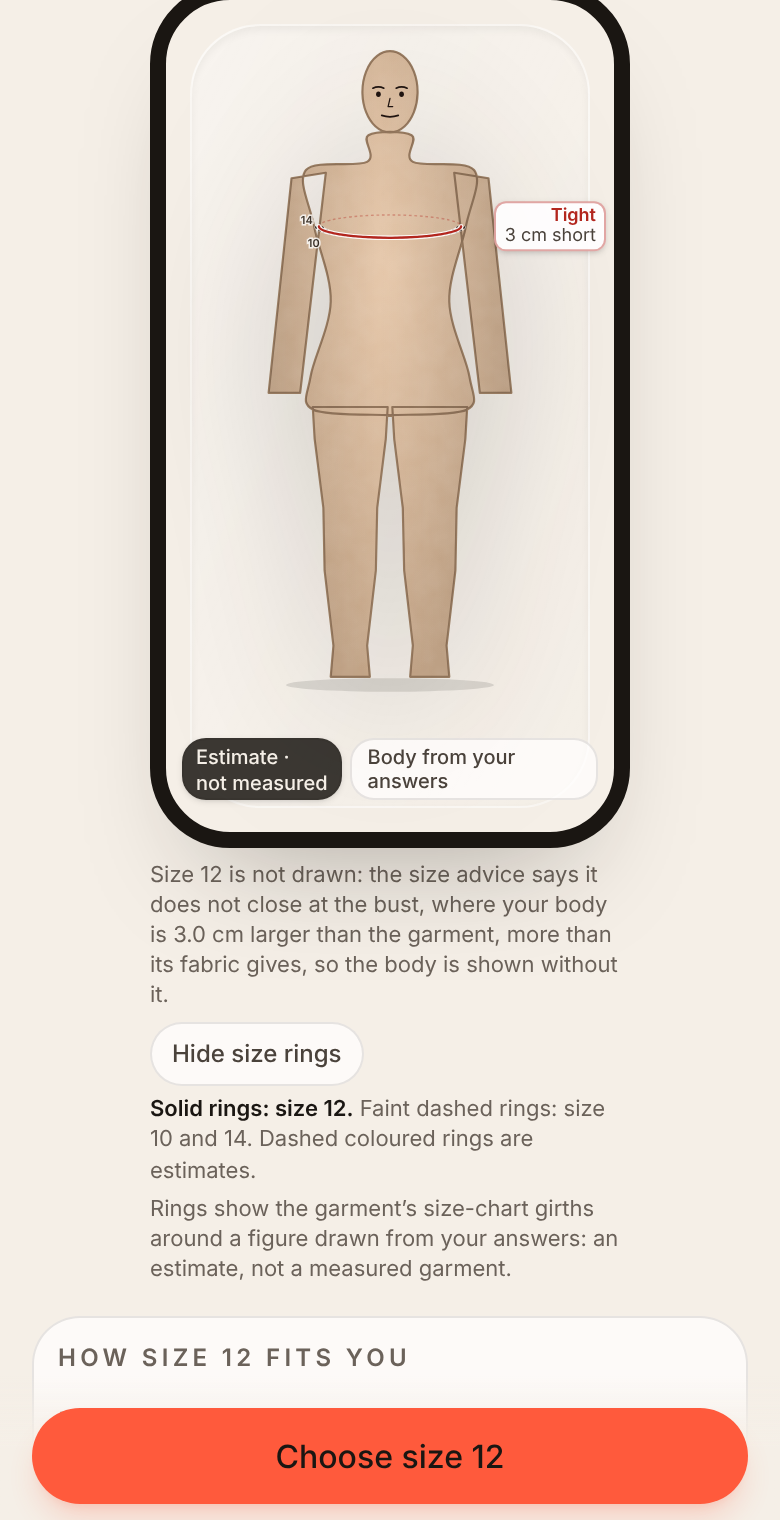 14
10
Tight
3 cm short
Estimate ·
not measured
Body from your
answers
Size 12 is not drawn: the size advice says it
does not close at the bust, where your body
is 3.0 cm larger than the garment, more than
its fabric gives, so the body is shown without
it.
Hide size rings
Solid rings: size 12. Faint dashed rings: size
10 and 14. Dashed coloured rings are
estimates.
Rings show the garment’s size-chart girths
around a figure drawn from your answers: an
estimate, not a measured garment.
HOW SIZE 12 FITS YOU
Choose size 12